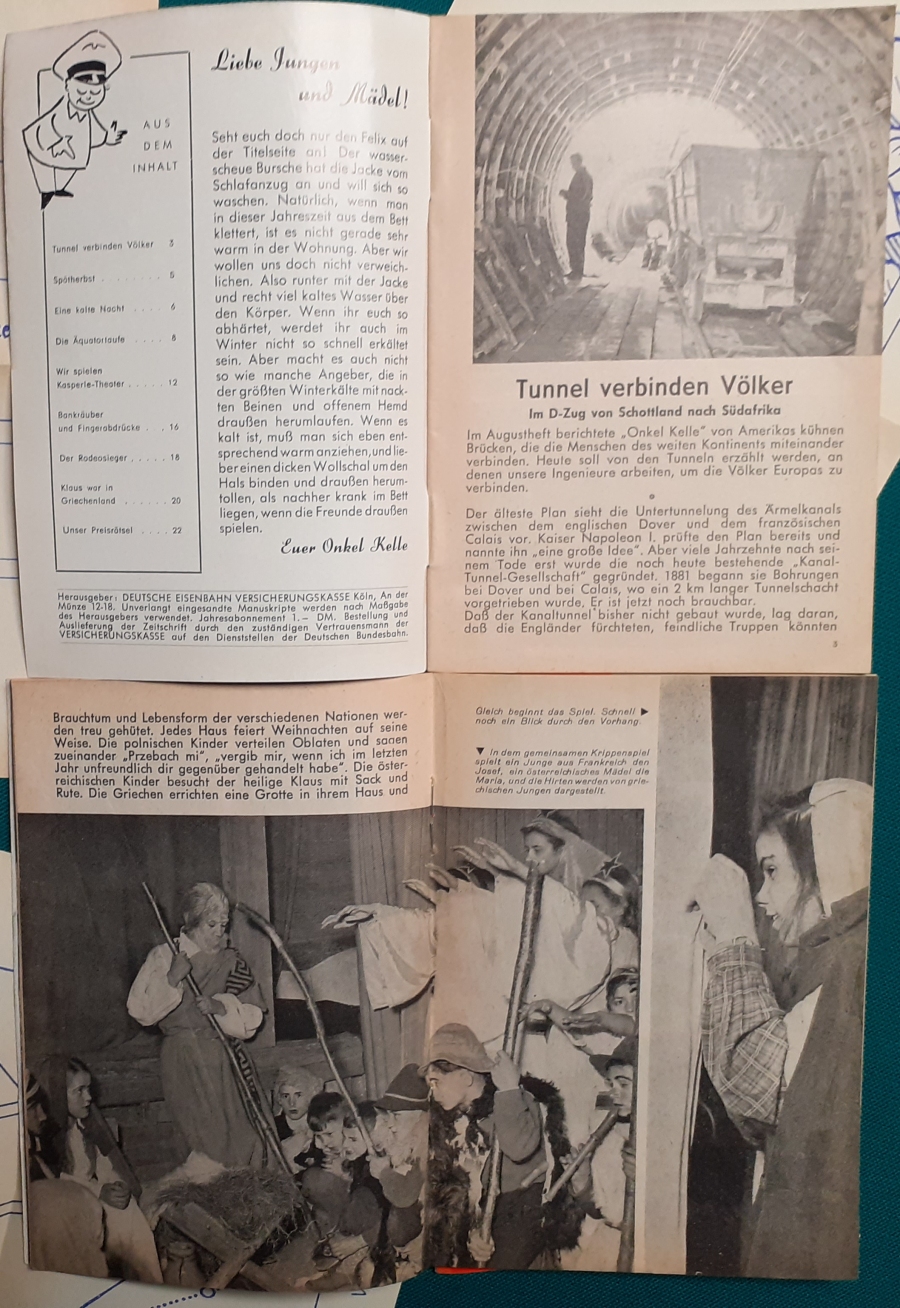 AUS
DEM
INHALT
Tunnel verbinden Völker 3
Spätherbst . . . . . . . . 5
Eine kalte Nacht . . . . 6
Die Äquatortaufe . . . . 8
Wir spielen
Kasperle-Theater . . . . . 12
Bankräuber
und Fingerabdrücke . . 16
Der Rodeosieger . . . . . 18
Klaus war in
Griechenland . . . . . . 20
Unser Preisrätsel . . . . 22
Liebe Jungen
und Mädel!
Seht euch doch nur den Felix auf
der Titelseite an! Der wasser-
scheue Bursche hat die Jacke vom
Schlafanzug an und will sich so
waschen. Natürlich, wenn man
in dieser Jahreszeit aus dem Bett
klettert, ist es nicht gerade sehr
warm in der Wohnung. Aber wir
wollen uns doch nicht verweich-
lichen. Also runter mit der Jacke
und recht viel kaltes Wasser über
den Körper. Wenn ihr euch so
abhärtet, werdet ihr auch im
Winter nicht so schnell erkältet
sein. Aber macht es auch nicht
so wie manche Angeber, die in
der größten Winterkälte mit nack-
ten Beinen und offenem Hemd
draußen herumlaufen. Wenn es
kalt ist, muß man sich eben ent-
sprechend warm anziehen, und lie-
ber einen dicken Wollschal um den
Hals binden und draußen herum-
tollen, als nachher krank im Bett
liegen, wenn die Freunde draußen
spielen.
Euer Onkel Kelle
Herausgeber: DEUTSCHE EISENBAHN VERSICHERUNGSKASSE Köln, An der
Münze 12-18. Unverlangt eingesandte Manuskripte werden nach Maßgabe
des Herausgebers verwendet. Jahresabonnement 1.– DM. Bestellung und
Auslieferung der Zeitschrift durch den zuständigen Vertrauensmann der
VERSICHERUNGSKASSE auf den Dienststellen der Deutschen Bundesbahn.
Tunnel verbinden Völker
Im D-Zug von Schottland nach Südafrika
Im Augustheft berichtete „Onkel Kelle“ von Amerikas kühnen
Brücken, die die Menschen des weiten Kontinents miteinander
verbinden. Heute soll von den Tunneln erzählt werden, an
denen unsere Ingenieure arbeiten, um die Völker Europas zu
verbinden.
Der älteste Plan sieht die Untertunnelung des Ärmelkanals
zwischen dem englischen Dover und dem französischen
Calais vor. Kaiser Napoleon I. prüfte den Plan bereits und
nannte ihn „eine große Idee“. Aber viele Jahrzehnte nach sei-
nem Tode erst wurde die noch heute bestehende „Kanal-
Tunnel-Gesellschaft“ gegründet. 1881 begann sie Bohrungen
bei Dover und bei Calais, wo ein 2 km langer Tunnelschacht
vorgetrieben wurde. Er ist jetzt noch brauchbar.
Daß der Kanaltunnel bisher nicht gebaut wurde, lag daran,
daß die Engländer fürchteten, feindliche Truppen könnten
3
Brauchtum und Lebensform der verschiedenen Nationen wer-
den treu gehütet. Jedes Haus feiert Weihnachten auf seine
Weise. Die polnischen Kinder verteilen Oblaten und sagen
zueinander „Przebach mi“, „vergib mir, wenn ich im letzten
Jahr unfreundlich dir gegenüber gehandelt habe“. Die öster-
reichischen Kinder besucht der heilige Klaus mit Sack und
Rute. Die Griechen errichten eine Grotte in ihrem Haus und
Gleich beginnt das Spiel. Schnell ▶
noch ein Blick durch den Vorhang.
▼ In dem gemeinsamen Krippenspiel
spielt ein Junge aus Frankreich den
Josef, ein österreichisches Mädel die
Maria, und die Hirten werden von grie-
chischen Jungen dargestellt.